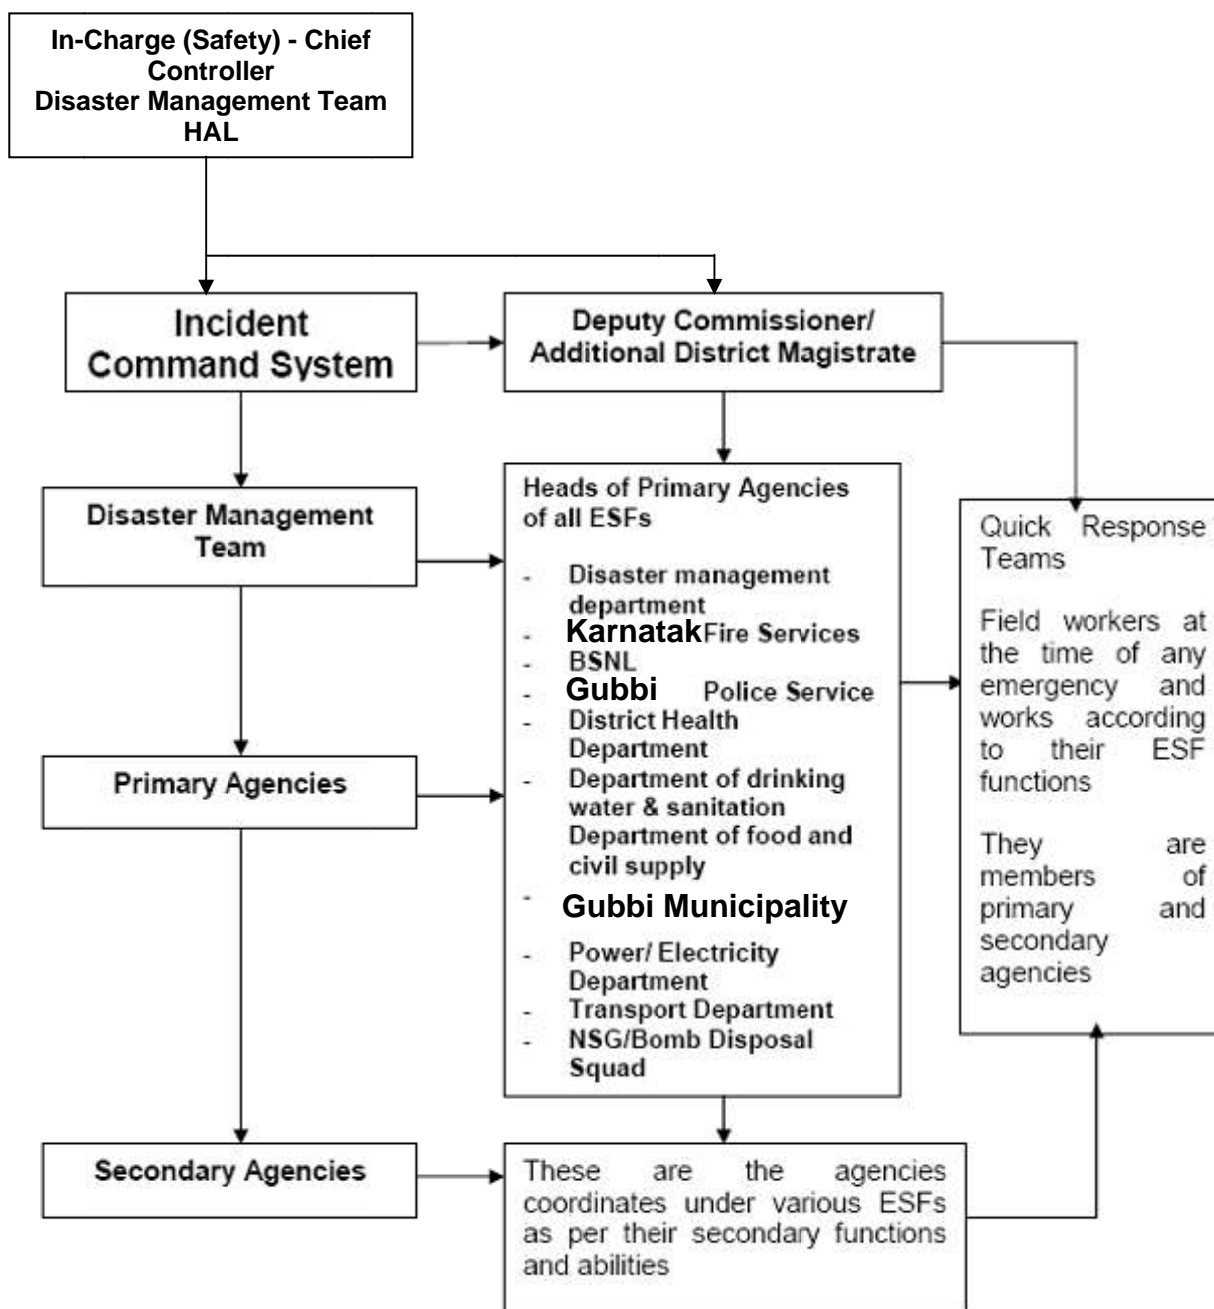 In-Charge (Safety) - Chief
Controller
Disaster Management Team
HAL
Incident
Command System
Deputy Commissioner/
Additional District Magistrate
Disaster Management
Team
Heads of Primary Agencies
of all ESFs
- Disaster management
department
- Karnatak Fire Services
- BSNL
- Gubbi Police Service
- District Health
Department
- Department of drinking
water & sanitation
Department of food and
civil supply
- Gubbi Municipality
- Power/ Electricity
Department
- Transport Department
- NSG/Bomb Disposal
Squad
Quick Response
Teams
Field workers at
the time of any
emergency and
works according
to their ESF
functions
They are
members of
primary and
secondary
agencies
Primary Agencies
Secondary Agencies
These are the agencies
coordinates under various ESFs
as per their secondary functions
and abilities